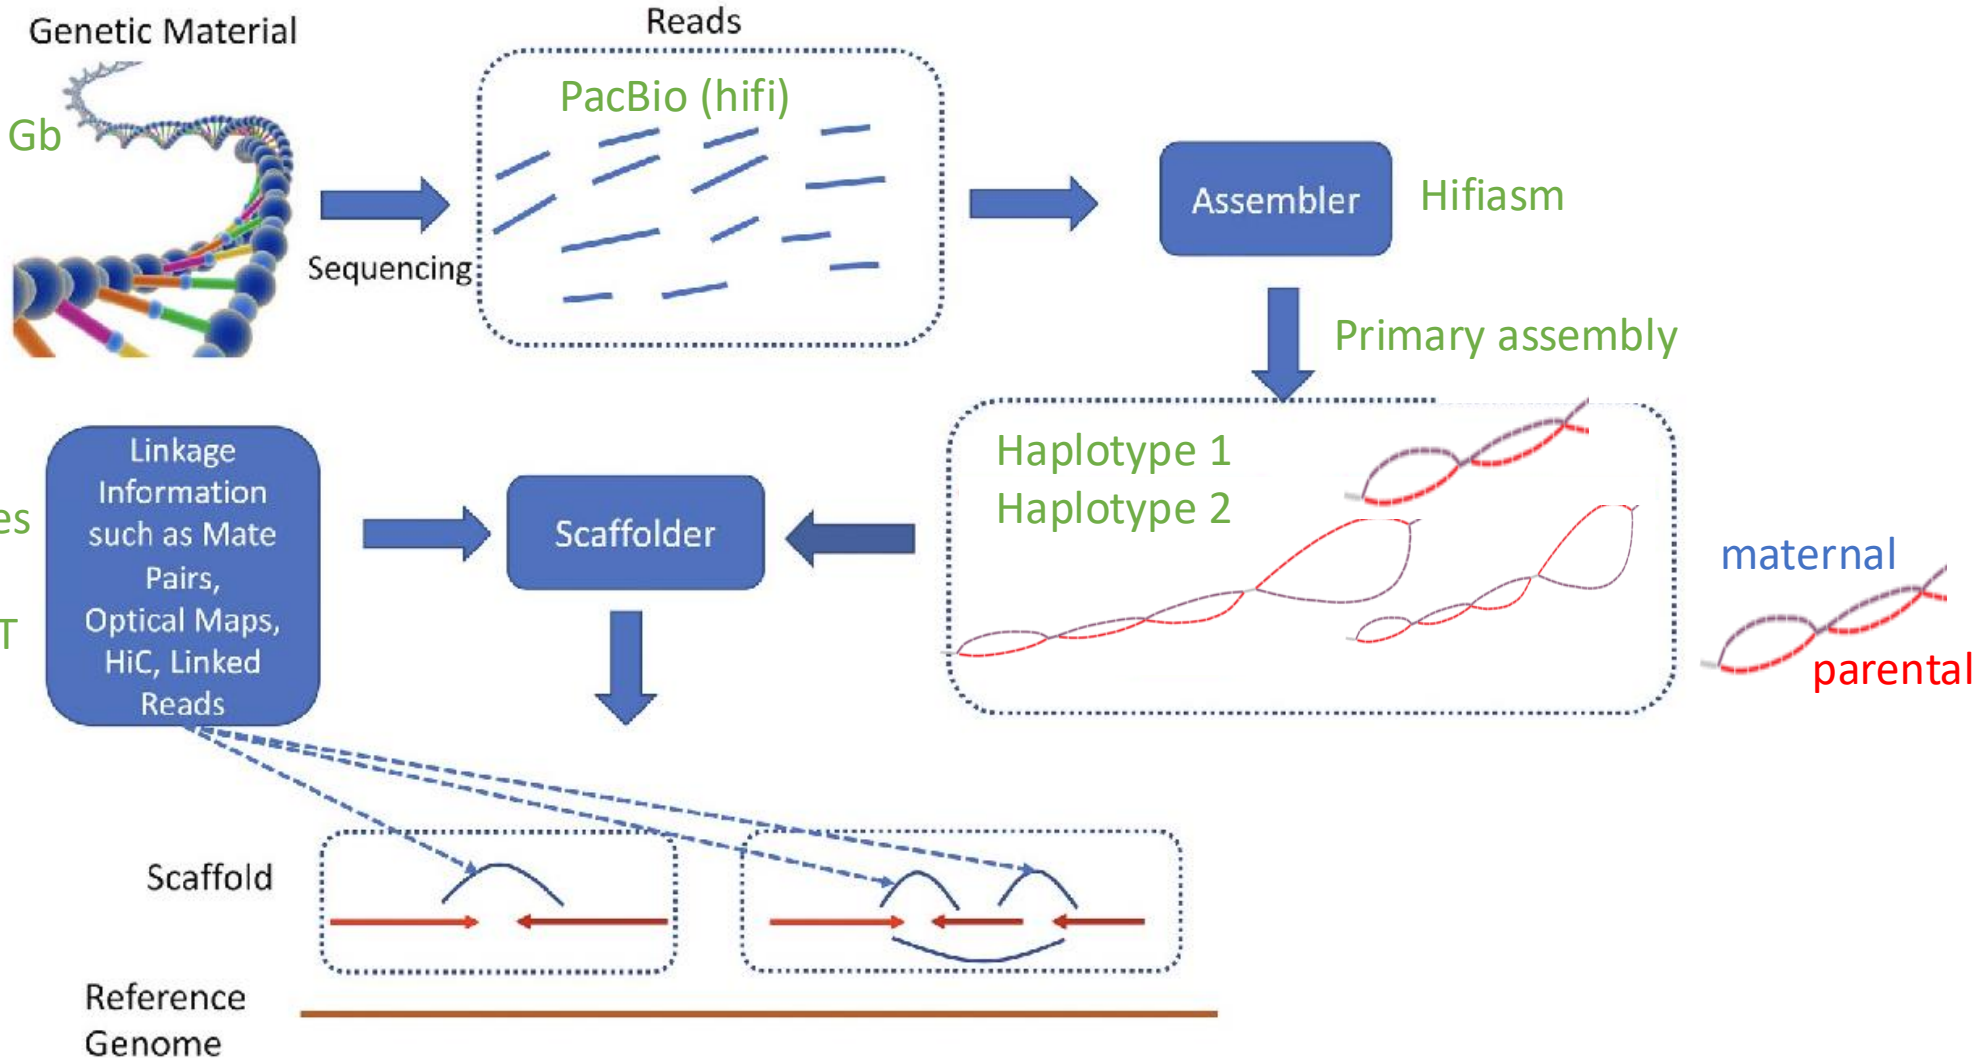 Genetic Material
Gb
Sequencing
Reads
PacBio (hifi)
Assembler
Hifiasm
Primary assembly
Haplotype 1
Haplotype 2
maternal
parental
Scaffolder
Linkage
Information
such as Mate
Pairs,
Optical Maps,
HiC, Linked
Reads
es
T
Scaffold
Reference
Genome